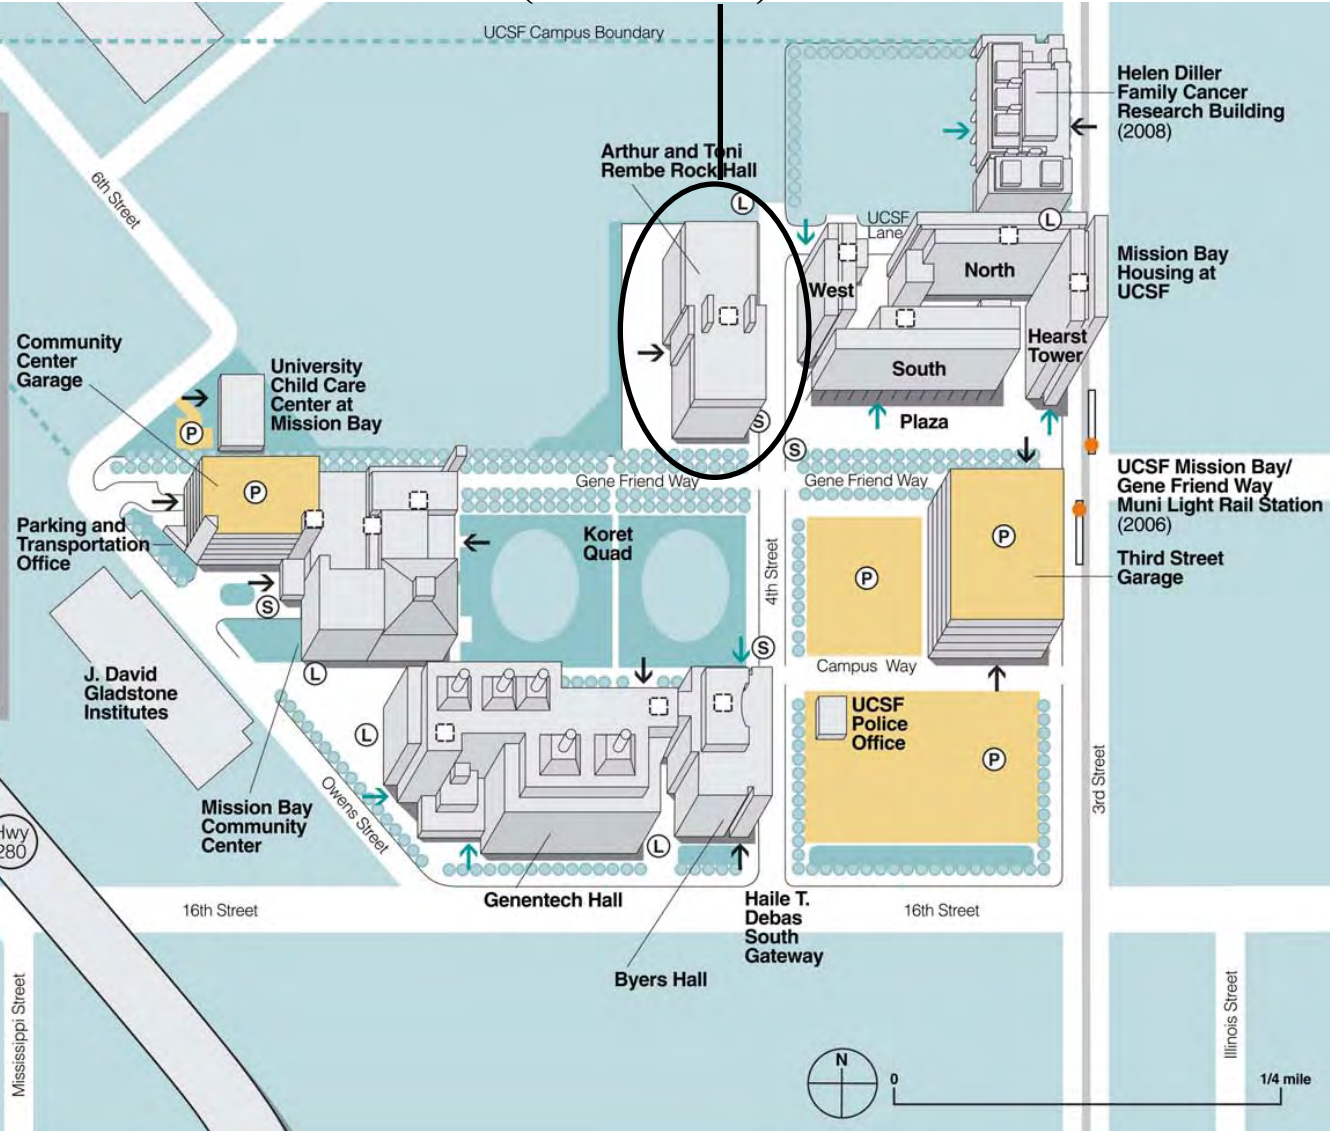 UCSF Campus Boundary
Helen Diller
Family Cancer
Research Building
(2008)
Arthur and Toni
Rembe Rock Hall
6th Street
L
UCSF
Lane
L
North
West
Mission Bay
Housing at
UCSF
Hearst
Tower
South
Community
Center
Garage
University
Child Care
Center at
Mission Bay
P
S
Plaza
S
Gene Friend Way
Gene Friend Way
UCSF Mission Bay/
Gene Friend Way
Muni Light Rail Station
(2006)
P
Parking and
Transportation
Office
Koret
Quad
P
Third Street
Garage
4th Street
P
S
S
Campus Way
L
J. David
Gladstone
Institutes
UCSF
Police
Office
P
L
3rd Street
Mission Bay
Community
Center
Owens Street
Hwy
280
L
Genentech Hall
Haile T.
Debas
South
Gateway
16th Street
16th Street
Byers Hall
Mississippi Street
Illinois Street
N
0
1/4 mile